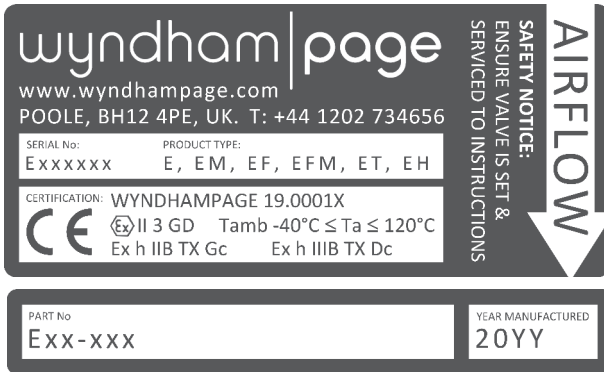 wyndham|page
www.wyndhampage.com
POOLE, BH12 4PE, UK. T: +44 1202 734656
SERIAL No:
Exxxxxx
PRODUCT TYPE:
E, EM, EF, EFM, ET, EH
CERTIFICATION: WYNDHAMPAGE 19.0001X
CE
Ex II 3 GD Tamb -40°C ≤ Ta ≤ 120°C
Ex h IIB TX Gc Ex h IIIB TX Dc
SAFETY NOTICE:
ENSURE VALVE IS SET &
SERVICED TO INSTRUCTIONS
AIRFLOW
PART No
Exx-xxx
YEAR MANUFACTURED
20YY